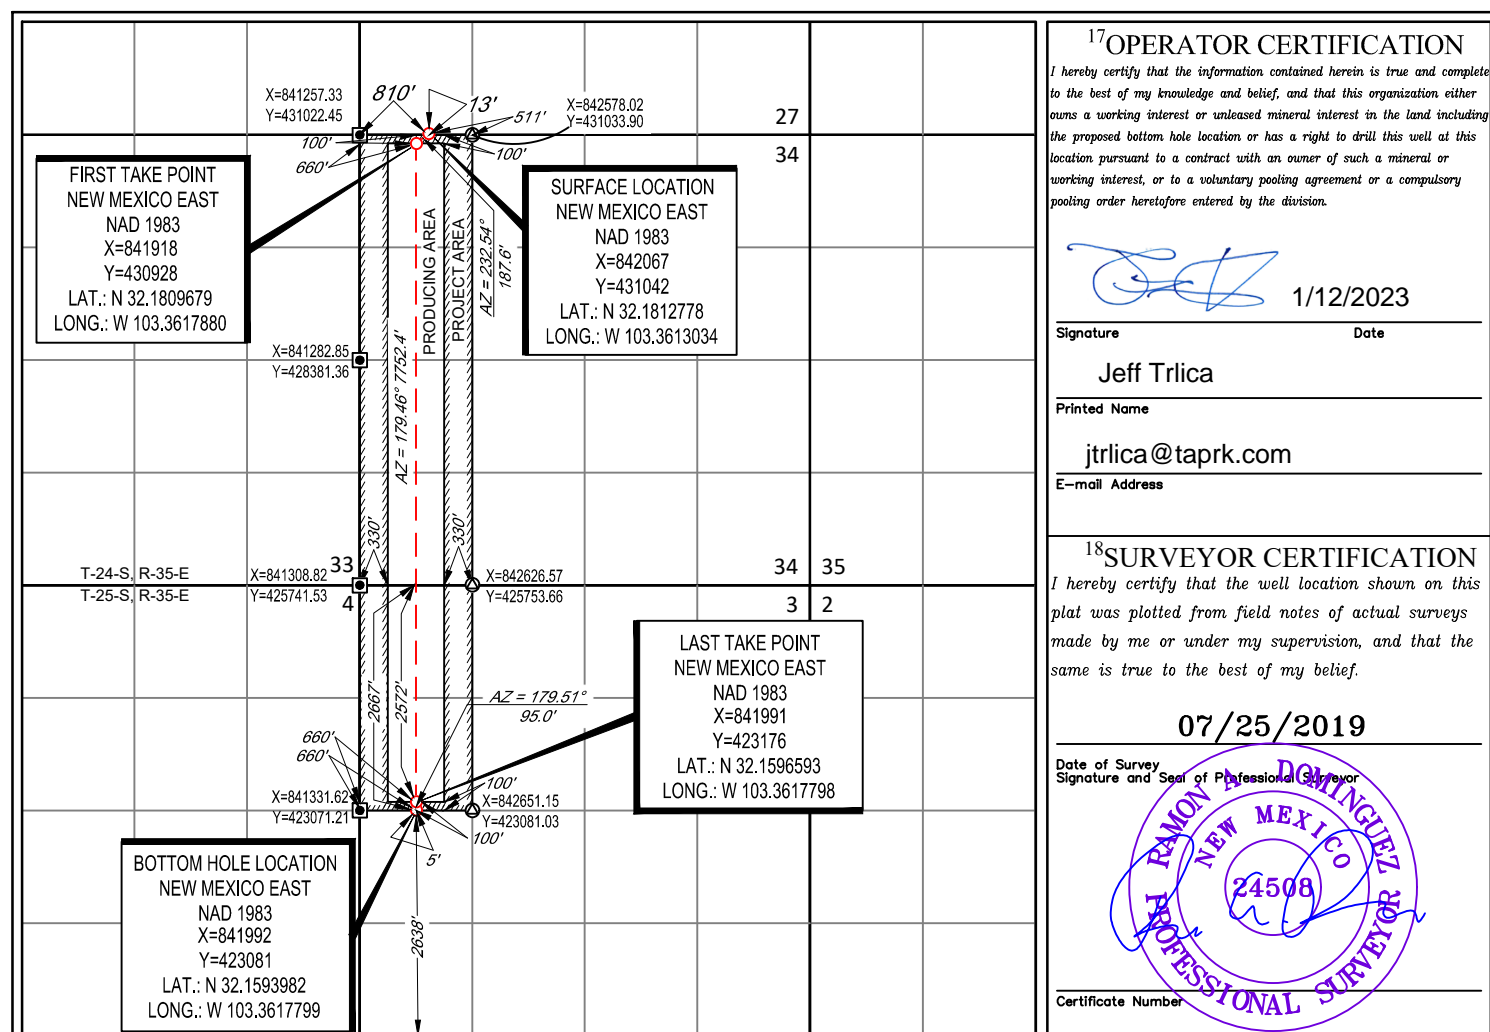 X=841257.33
Y=431022.45
810'
13'
511'
X=842578.02
Y=431033.90
27
34
100'
660'
100'
FIRST TAKE POINT
NEW MEXICO EAST
NAD 1983
X=841918
Y=430928
LAT.: N 32.1809679
LONG.: W 103.3617880
SURFACE LOCATION
NEW MEXICO EAST
NAD 1983
X=842067
Y=431042
LAT.: N 32.1812778
LONG.: W 103.3613034
PRODUCING AREA
PROJECT AREA
AZ = 232.54°
187.6'
X=841282.85
Y=428381.36
AZ = 179.46° 7752.4'
330'
330'
T-24-S, R-35-E
T-25-S, R-35-E
33
4
X=841308.82
Y=425741.53
X=842626.57
Y=425753.66
34 35
3 2
LAST TAKE POINT
NEW MEXICO EAST
NAD 1983
X=841991
Y=423176
LAT.: N 32.1596593
LONG.: W 103.3617798
2667'
2572'
AZ = 179.51°
95.0'
660'
660'
100'
X=841331.62
Y=423071.21
X=842651.15
Y=423081.03
100'
5'
BOTTOM HOLE LOCATION
NEW MEXICO EAST
NAD 1983
X=841992
Y=423081
LAT.: N 32.1593982
LONG.: W 103.3617799
2638'
17 OPERATOR CERTIFICATION
I hereby certify that the information contained herein is true and complete
to the best of my knowledge and belief, and that this organization either
owns a working interest or unleased mineral interest in the land including
the proposed bottom hole location or has a right to drill this well at this
location pursuant to a contract with an owner of such a mineral or
working interest, or to a voluntary pooling agreement or a compulsory
pooling order heretofore entered by the division.
1/12/2023
Signature Date
Jeff Trlica
Printed Name
jtrlica@taprk.com
E-mail Address
18 SURVEYOR CERTIFICATION
I hereby certify that the well location shown on this
plat was plotted from field notes of actual surveys
made by me or under my supervision, and that the
same is true to the best of my belief.
07/25/2019
Date of Survey
Signature and Seal of Professional Surveyor
RAMON A. DOMINGUEZ
NEW MEXICO
24508
PROFESSIONAL SURVEYOR
Certificate Number